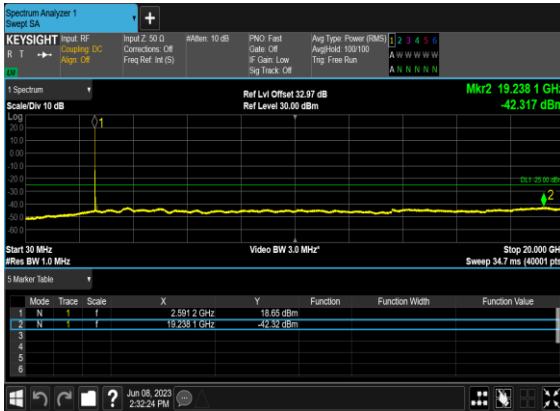 Spectrum Analyzer 1
Swept SA
+
KEYSIGHT Input: RF Input Z: 50 Ω #Atten: 10 dB PNO: Fast Avg Type: Power (RMS) 1 2 3 4 5 6
R T Coupling: DC Corrections: Off Gate: Off Avg|Hold: 100/100 A W W W W W
Align: Off Freq Ref: Int (S) IF Gain: Low Trig: Free Run
Sig Track: Off A N N N N N
1 Spectrum
Ref Lvl Offset 32.97 dB Mkr2 19.238 1 GHz
Scale/Div 10 dB Ref Level 30.00 dBm -42.317 dBm
Log
20.0
10.0
0.00
-10.0
-20.0
-30.0
-40.0
-50.0
-60.0
1
DL1 -25.00 dBm
2
Start 30 MHz Video BW 3.0 MHz* Stop 20.000 GHz
#Res BW 1.0 MHz Sweep 34.7 ms (40001 pts)
5 Marker Table
Mode Trace Scale X Y Function Function Width Function Value
1 N 1 f 2.591 2 GHz 18.65 dBm
2 N 1 f 19.238 1 GHz -42.32 dBm
3
4
5
6
? Jun 08, 2023
2:32:24 PM